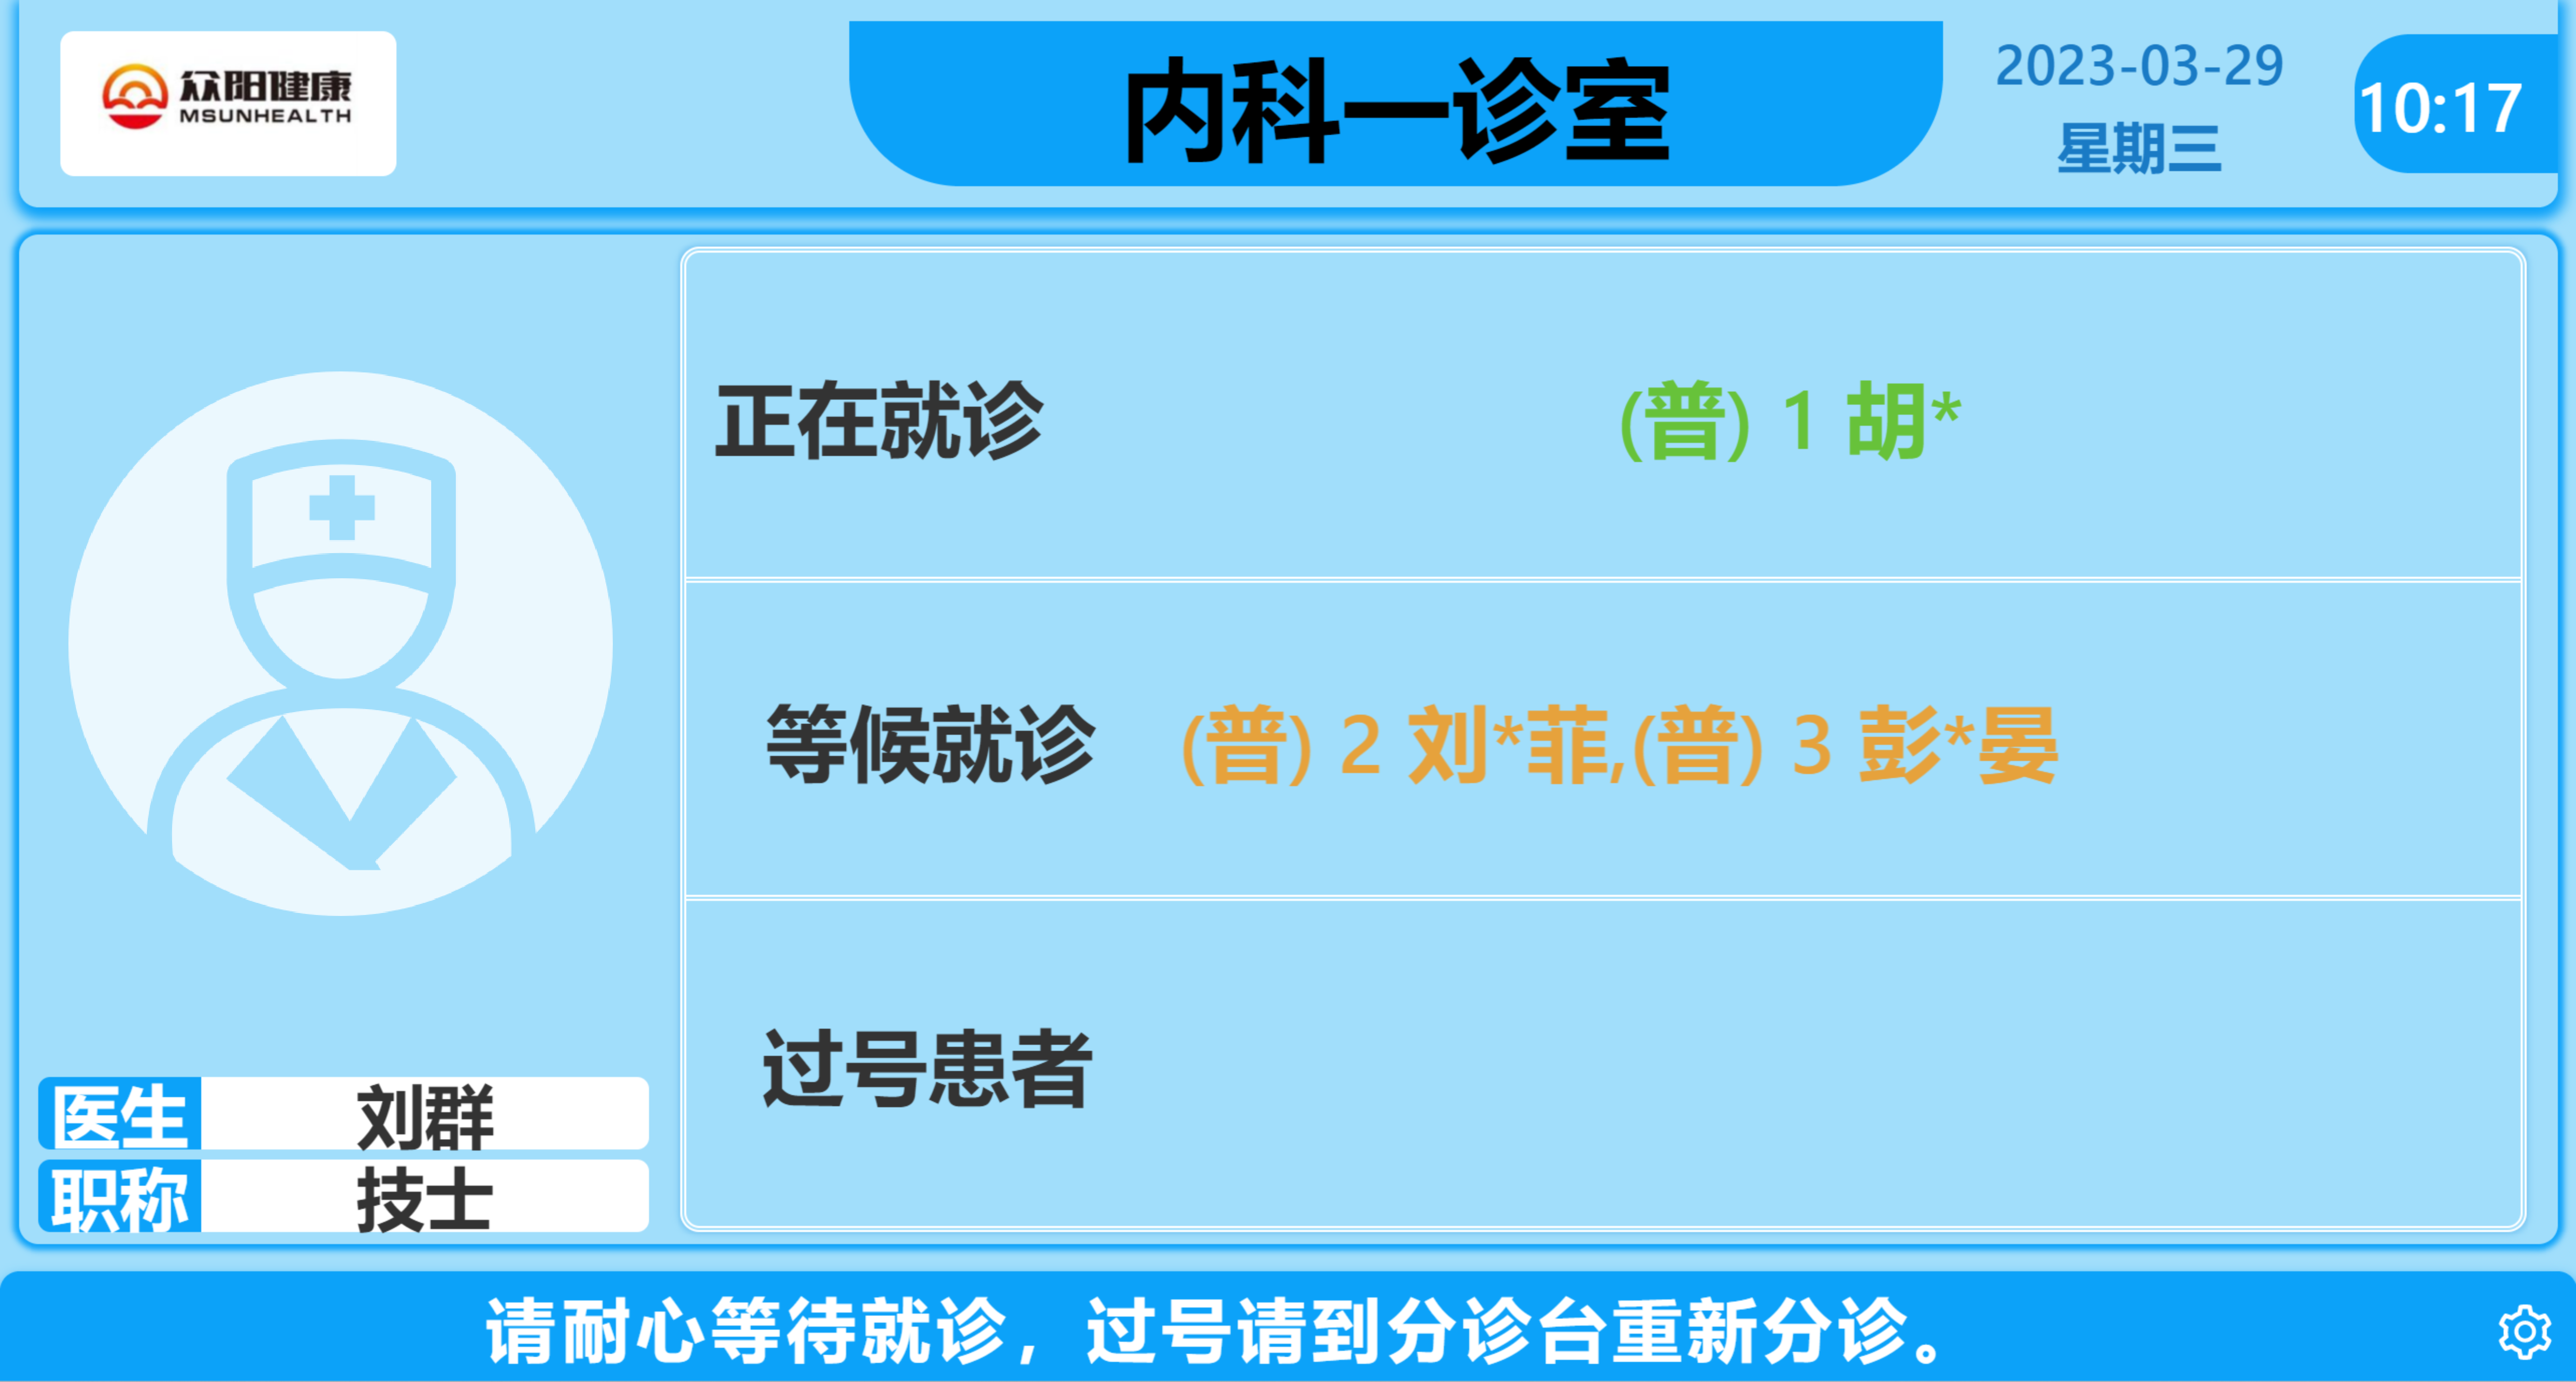 众阳健康
MSUNHEALTH
内科一诊室
2023-03-29
星期三
10:17
正在就诊
(普) 1 胡*
等候就诊
(普) 2 刘*菲,(普) 3 彭*晏
过号患者
医生 刘群
职称 技士
请耐心等待就诊，过号请到分诊台重新分诊。